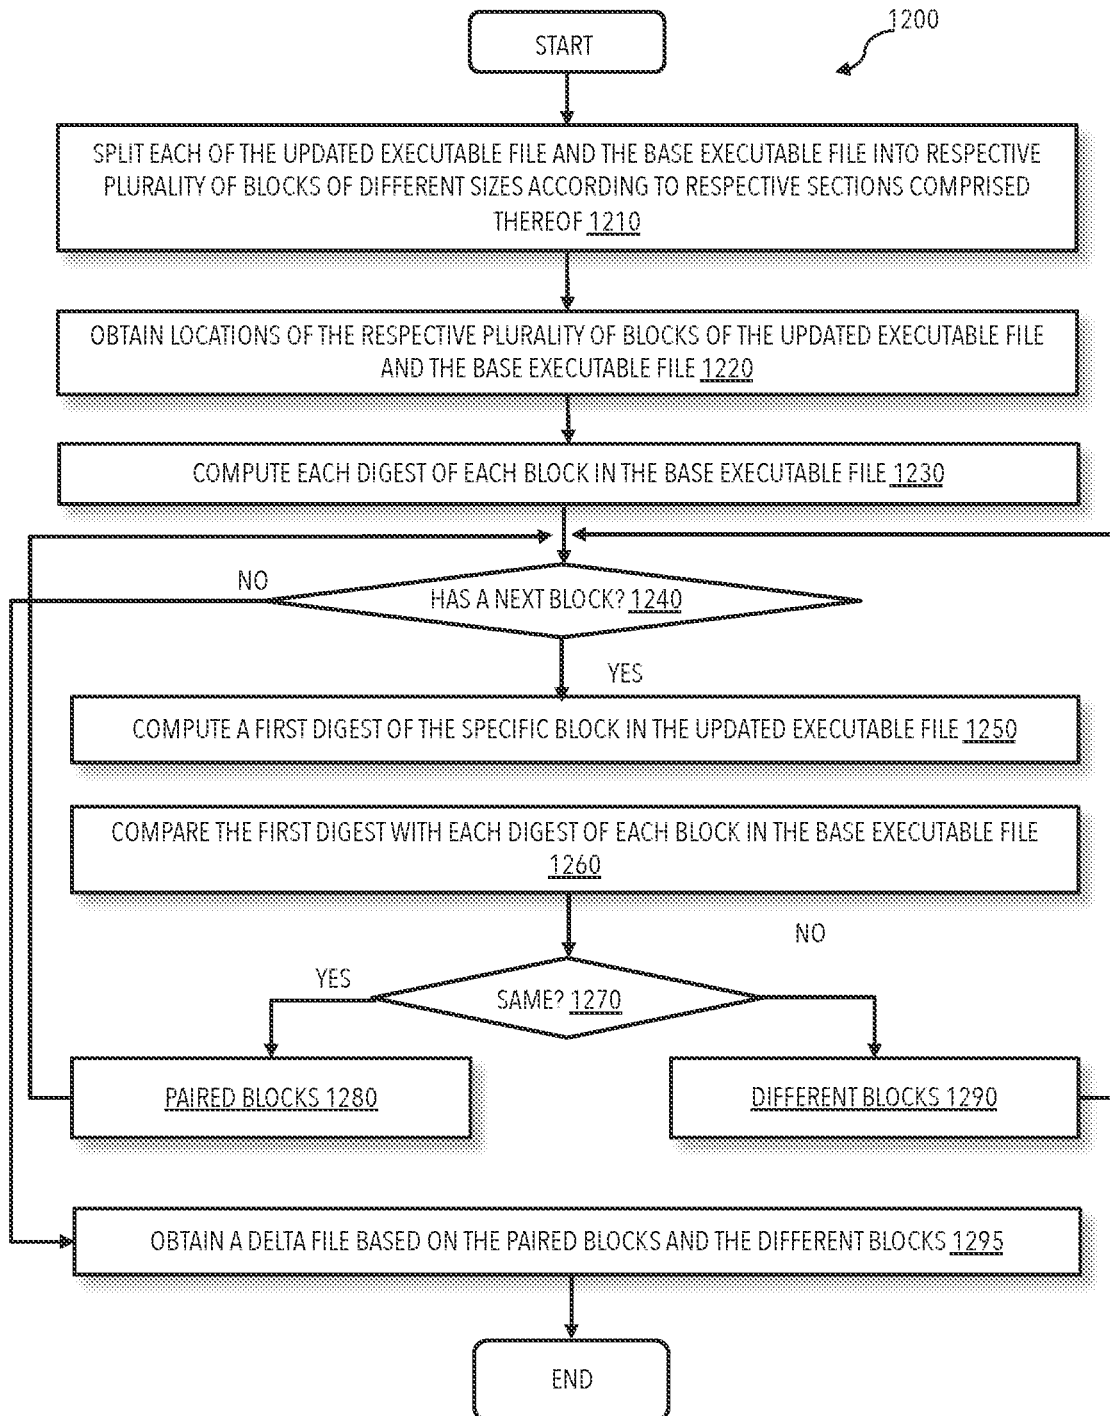 1200
START
SPLIT EACH OF THE UPDATED EXECUTABLE FILE AND THE BASE EXECUTABLE FILE INTO RESPECTIVE
PLURALITY OF BLOCKS OF DIFFERENT SIZES ACCORDING TO RESPECTIVE SECTIONS COMPRISED
THEREOF 1210
OBTAIN LOCATIONS OF THE RESPECTIVE PLURALITY OF BLOCKS OF THE UPDATED EXECUTABLE FILE
AND THE BASE EXECUTABLE FILE 1220
COMPUTE EACH DIGEST OF EACH BLOCK IN THE BASE EXECUTABLE FILE 1230
NO
HAS A NEXT BLOCK? 1240
YES
COMPUTE A FIRST DIGEST OF THE SPECIFIC BLOCK IN THE UPDATED EXECUTABLE FILE 1250
COMPARE THE FIRST DIGEST WITH EACH DIGEST OF EACH BLOCK IN THE BASE EXECUTABLE FILE
1260
NO
YES
SAME? 1270
PAIRED BLOCKS 1280
DIFFERENT BLOCKS 1290
OBTAIN A DELTA FILE BASED ON THE PAIRED BLOCKS AND THE DIFFERENT BLOCKS 1295
END